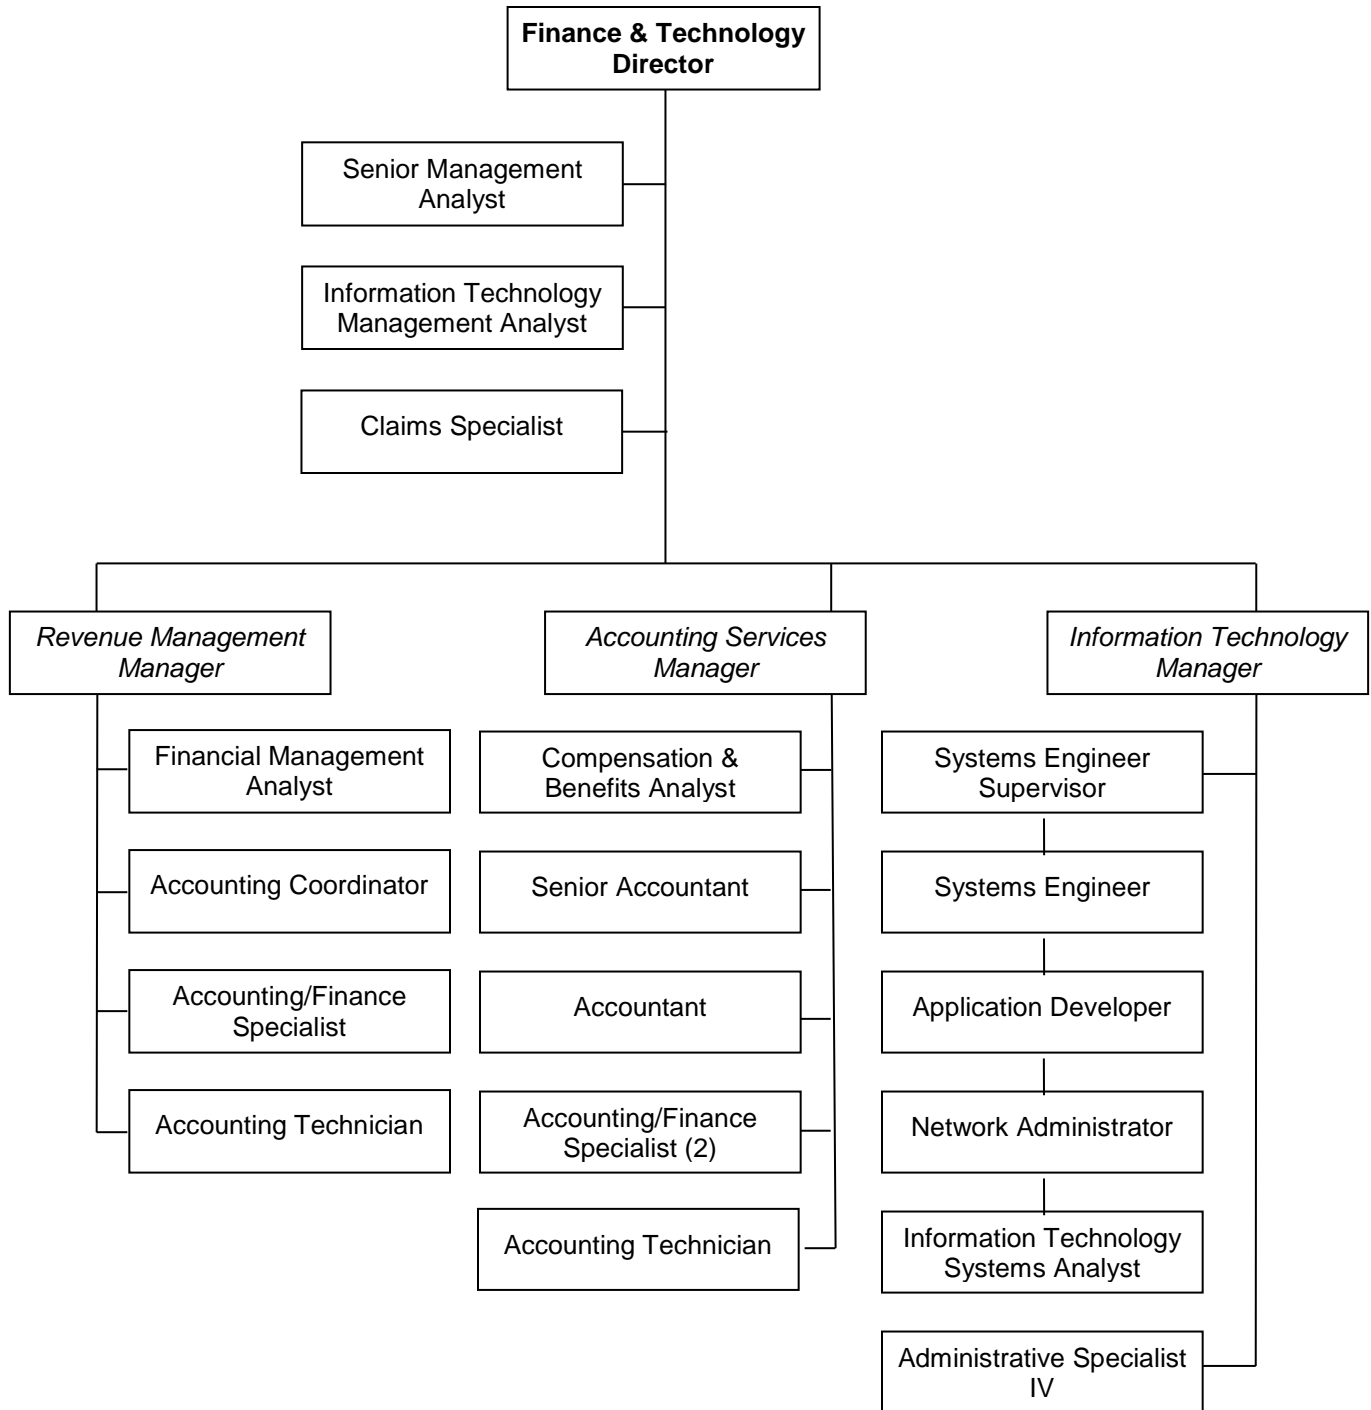 Finance & Technology
Director
Senior Management
Analyst
Information Technology
Management Analyst
Claims Specialist
Revenue Management
Manager
Accounting Services
Manager
Information Technology
Manager
Financial Management
Analyst
Accounting Coordinator
Accounting/Finance
Specialist
Accounting Technician
Compensation &
Benefits Analyst
Senior Accountant
Accountant
Accounting/Finance
Specialist (2)
Accounting Technician
Systems Engineer
Supervisor
Systems Engineer
Application Developer
Network Administrator
Information Technology
Systems Analyst
Administrative Specialist
IV